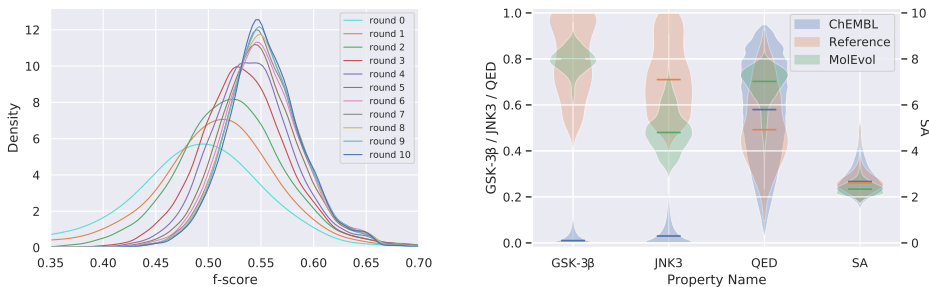 12
10
8
6
4
2
0
Density
0.35 0.40 0.45 0.50 0.55 0.60 0.65 0.70
f-score
round 0
round 1
round 2
round 3
round 4
round 5
round 6
round 7
round 8
round 9
round 10
1.0
0.8
0.6
0.4
0.2
0.0
GSK-3β / JNK3 / QED
GSK-3β JNK3 QED SA
Property Name
ChEMBL
Reference
MolEvol
10
8
6
4
2
0
SA